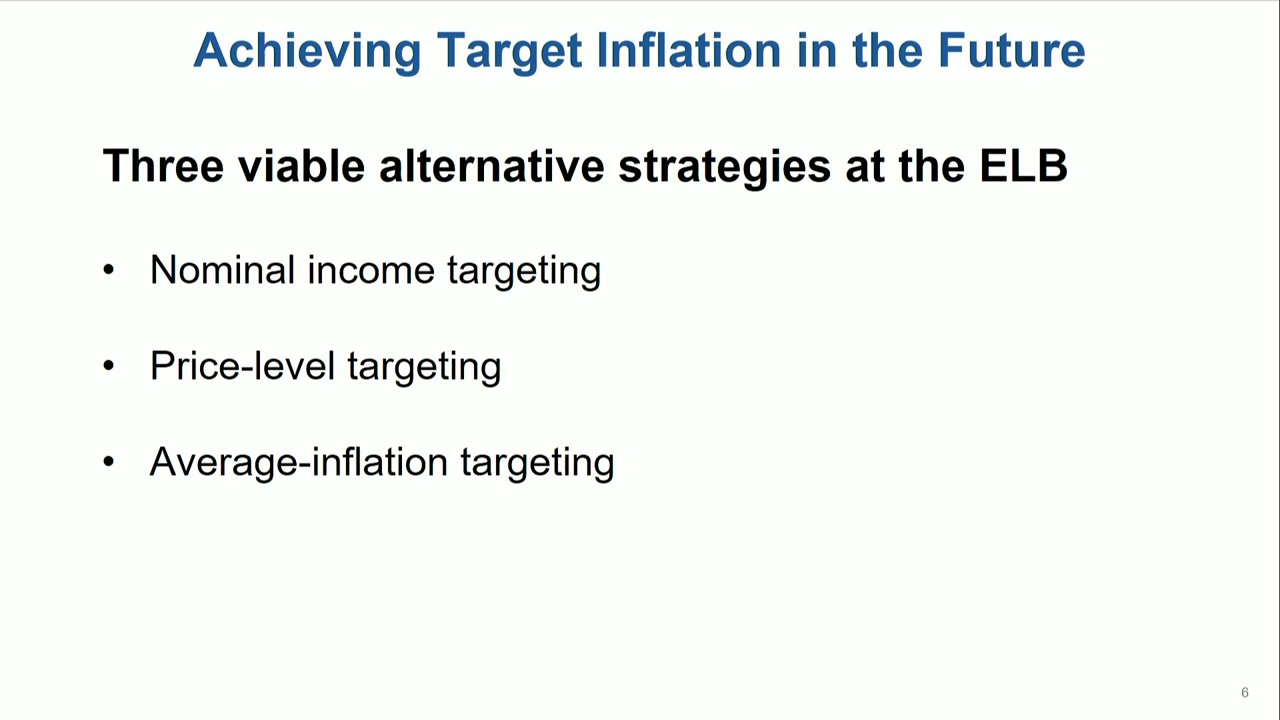 Achieving Target Inflation in the Future
Three viable alternative strategies at the ELB
• Nominal income targeting
• Price-level targeting
• Average-inflation targeting
6